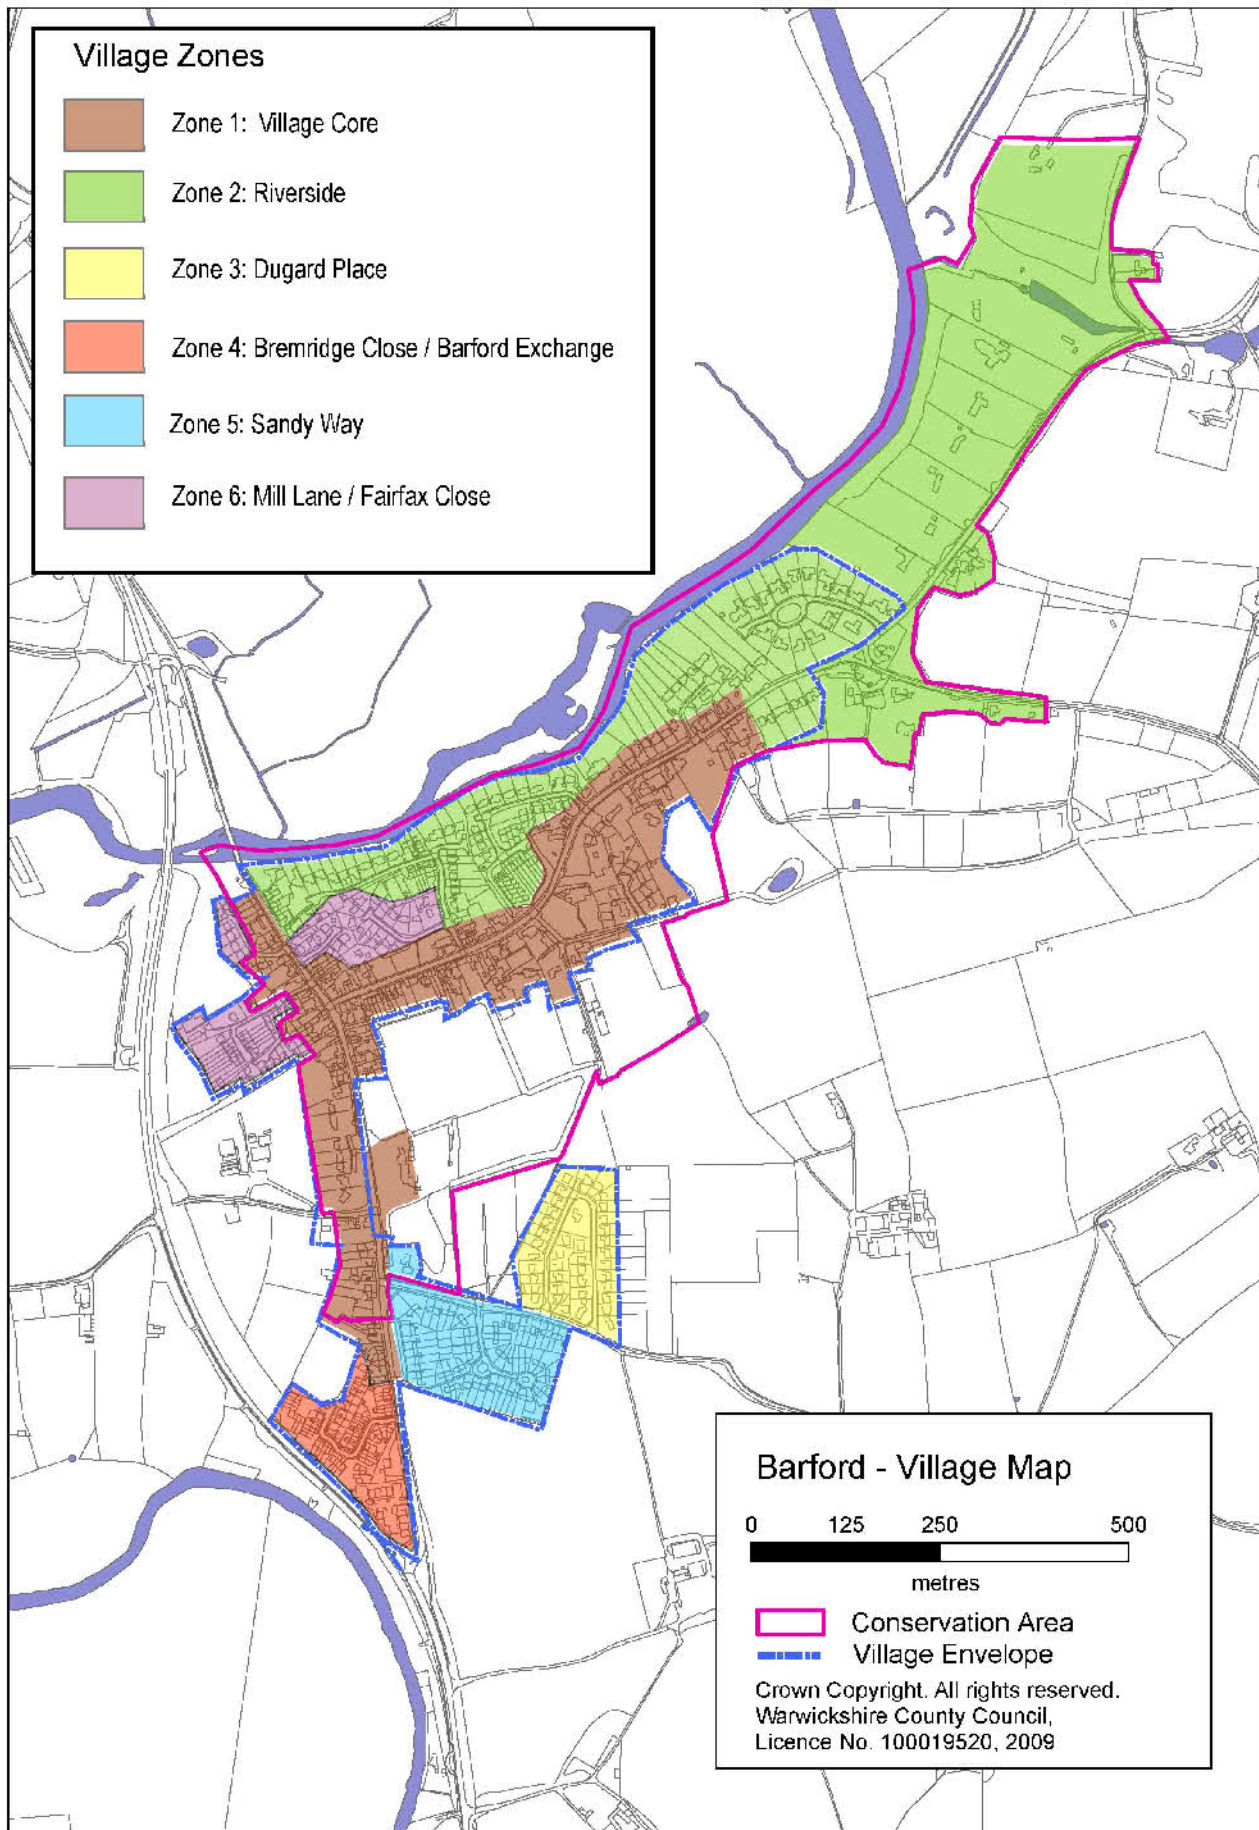 Village Zones
Zone 1: Village Core
Zone 2: Riverside
Zone 3: Dugard Place
Zone 4: Bremridge Close / Barford Exchange
Zone 5: Sandy Way
Zone 6: Mill Lane / Fairfax Close
Barford - Village Map
0 125 250 500
metres
Conservation Area
Village Envelope
Crown Copyright. All rights reserved.
Warwickshire County Council,
Licence No. 100019520, 2009